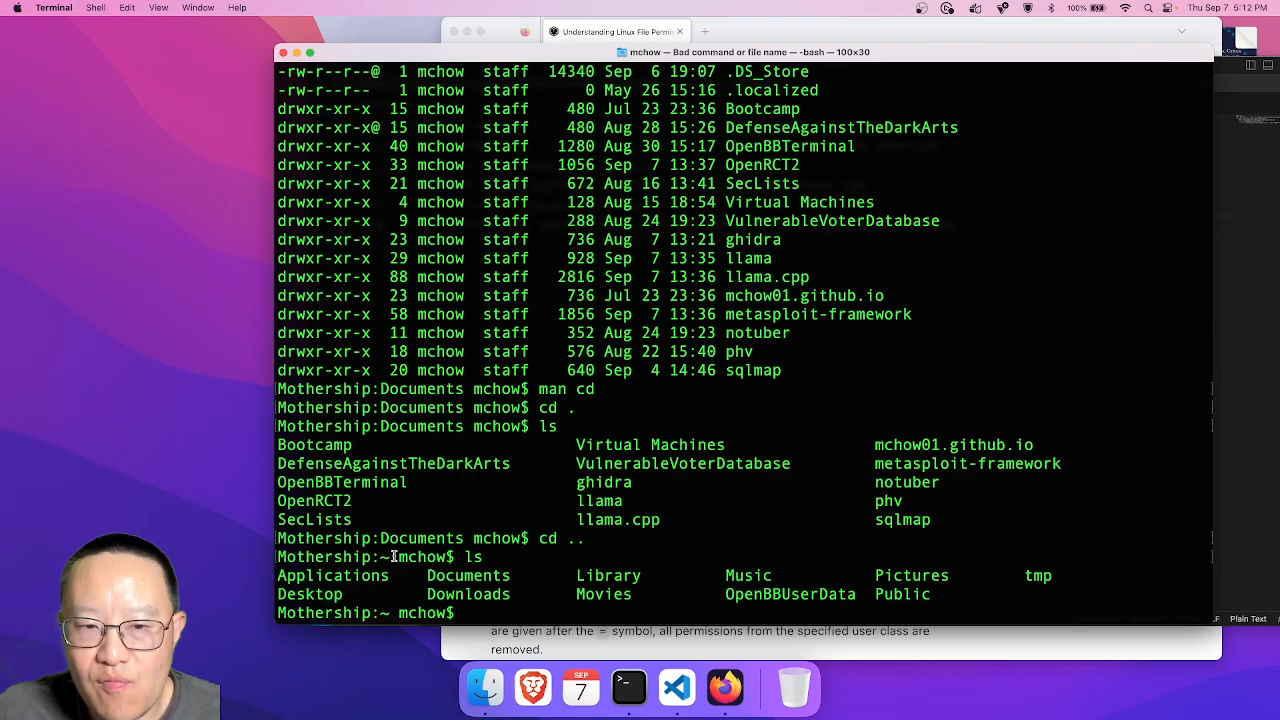 Terminal Shell Edit View Window Help 100% Thu Sep 7 5:12 PM
Understanding Linux File Permi
mchow — Bad command or file name — -bash — 100×30
-rw-r--r--@ 1 mchow staff 14340 Sep 6 19:07 .DS_Store
-rw-r--r-- 1 mchow staff 0 May 26 15:16 .localized
drwxr-xr-x 15 mchow staff 480 Jul 23 23:36 Bootcamp
drwxr-xr-x@ 15 mchow staff 480 Aug 28 15:26 DefenseAgainstTheDarkArts
drwxr-xr-x 40 mchow staff 1280 Aug 30 15:17 OpenBBTerminal
drwxr-xr-x 33 mchow staff 1056 Sep 7 13:37 OpenRCT2
drwxr-xr-x 21 mchow staff 672 Aug 16 13:41 SecLists
drwxr-xr-x 4 mchow staff 128 Aug 15 18:54 Virtual Machines
drwxr-xr-x 9 mchow staff 288 Aug 24 19:23 VulnerableVoterDatabase
drwxr-xr-x 23 mchow staff 736 Aug 7 13:21 ghidra
drwxr-xr-x 29 mchow staff 928 Sep 7 13:35 llama
drwxr-xr-x 88 mchow staff 2816 Sep 7 13:36 llama.cpp
drwxr-xr-x 23 mchow staff 736 Jul 23 23:36 mchow01.github.io
drwxr-xr-x 58 mchow staff 1856 Sep 7 13:36 metasploit-framework
drwxr-xr-x 11 mchow staff 352 Aug 24 19:23 notuber
drwxr-xr-x 18 mchow staff 576 Aug 22 15:40 phv
drwxr-xr-x 20 mchow staff 640 Sep 4 14:46 sqlmap
Mothership:Documents mchow$ man cd
Mothership:Documents mchow$ cd .
Mothership:Documents mchow$ ls
Bootcamp Virtual Machines mchow01.github.io
DefenseAgainstTheDarkArts VulnerableVoterDatabase metasploit-framework
OpenBBTerminal ghidra notuber
OpenRCT2 llama phv
SecLists llama.cpp sqlmap
Mothership:Documents mchow$ cd ..
Mothership:~ mchow$ ls
Applications Documents Library Music Pictures tmp
Desktop Downloads Movies OpenBBUserData Public
Mothership:~ mchow$
Plain Text
are given after the = symbol, all permissions from the specified user class are
removed.
SEP
7